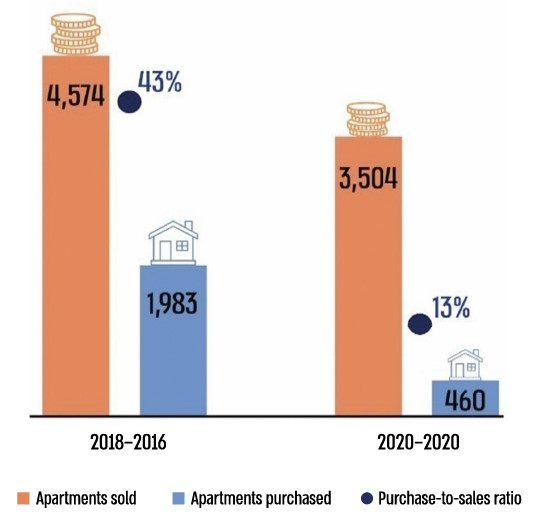 4,574
43%
1,983
3,504
13%
460
2018–2016
2020–2020
Apartments sold
Apartments purchased
Purchase-to-sales ratio